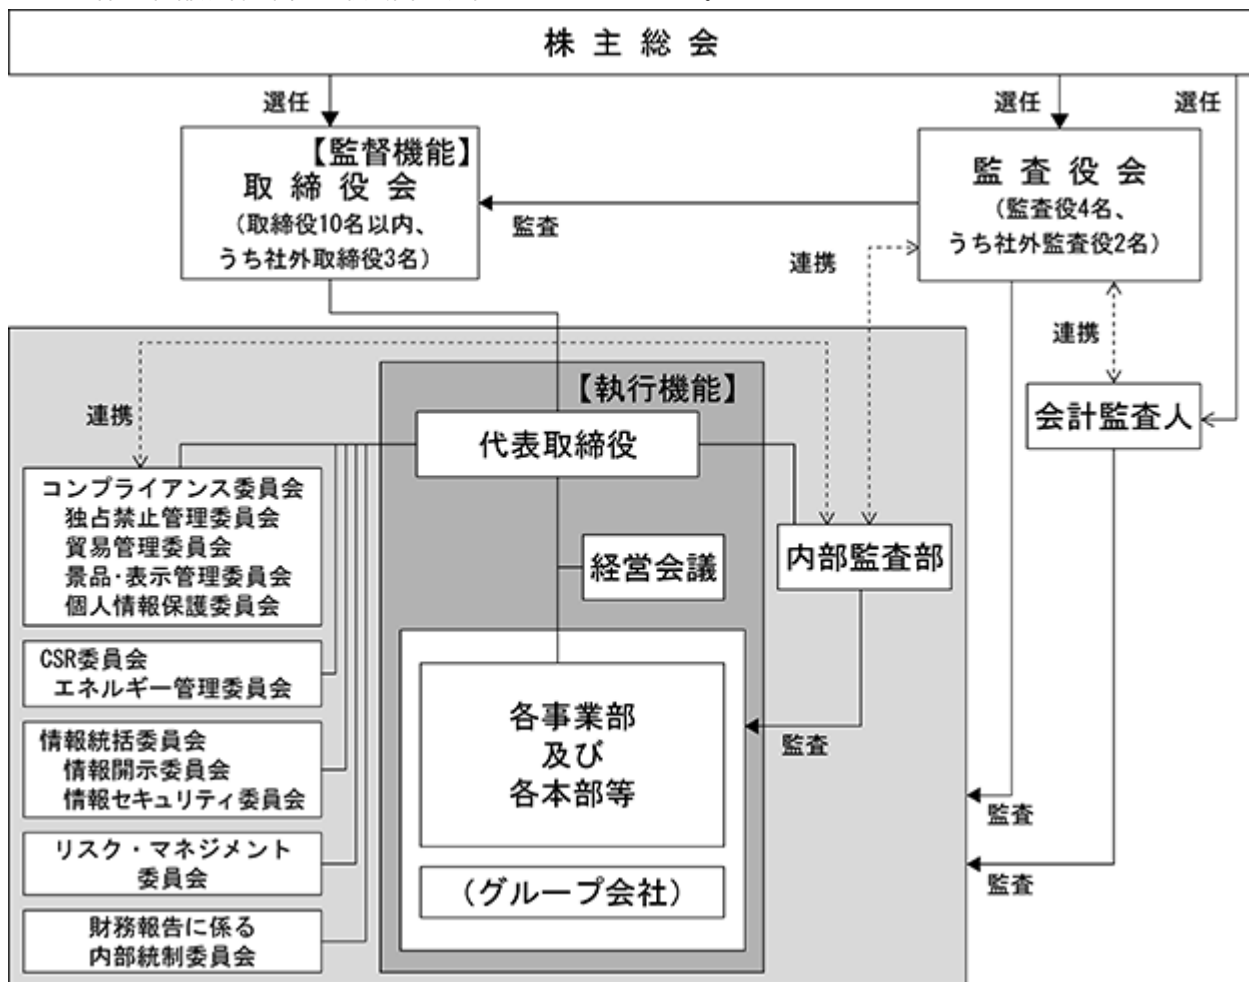 株主総会
選任
選任
選任
【監督機能】
取締役会
（取締役10名以内、
うち社外取締役3名）
監査
監査役会
（監査役4名、
うち社外監査役2名）
連携
連携
会計監査人
【執行機能】
代表取締役
連携
コンプライアンス委員会
独占禁止管理委員会
貿易管理委員会
景品・表示管理委員会
個人情報保護委員会
経営会議
内部監査部
CSR委員会
エネルギー管理委員会
各事業部
及び
各本部等
監査
情報統括委員会
情報開示委員会
情報セキュリティ委員会
監査
リスク・マネジメント
委員会
（グループ会社）
監査
財務報告に係る
内部統制委員会